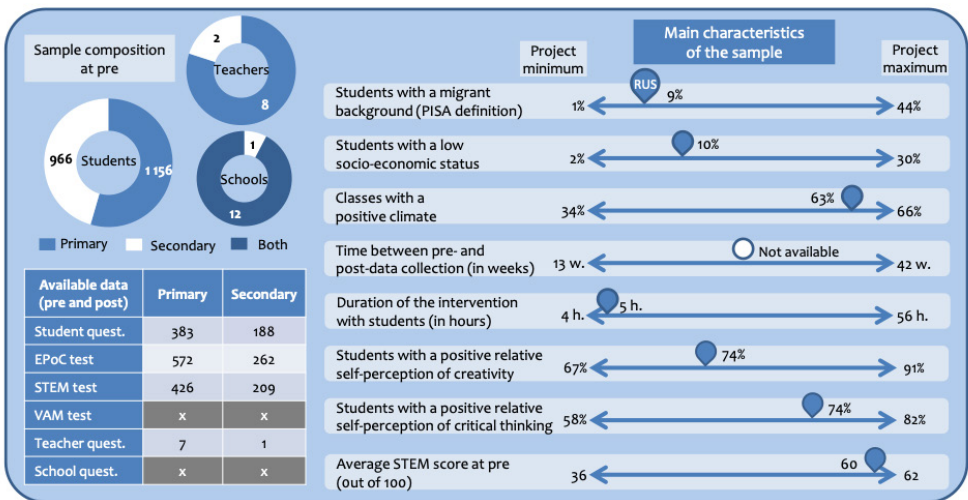 Sample composition
at pre
2
Teachers
8
966
Students
1 156
1
Schools
12
Primary
Secondary
Both
Available data
(pre and post)
Primary
Secondary
Student quest.
383
188
EPoC test
572
262
STEM test
426
209
VAM test
x
x
Teacher quest.
7
1
School quest.
x
x
Main characteristics
of the sample
Project
minimum
Project
maximum
Students with a migrant
background (PISA definition)
1%
RUS
9%
44%
Students with a low
socio-economic status
2%
10%
30%
Classes with a
positive climate
34%
63%
66%
Time between pre- and
post-data collection (in weeks)
13 w.
Not available
42 w.
Duration of the intervention
with students (in hours)
4 h.
5 h.
56 h.
Students with a positive relative
self-perception of creativity
67%
74%
91%
Students with a positive relative
self-perception of critical thinking
58%
74%
82%
Average STEM score at pre
(out of 100)
36
60
62